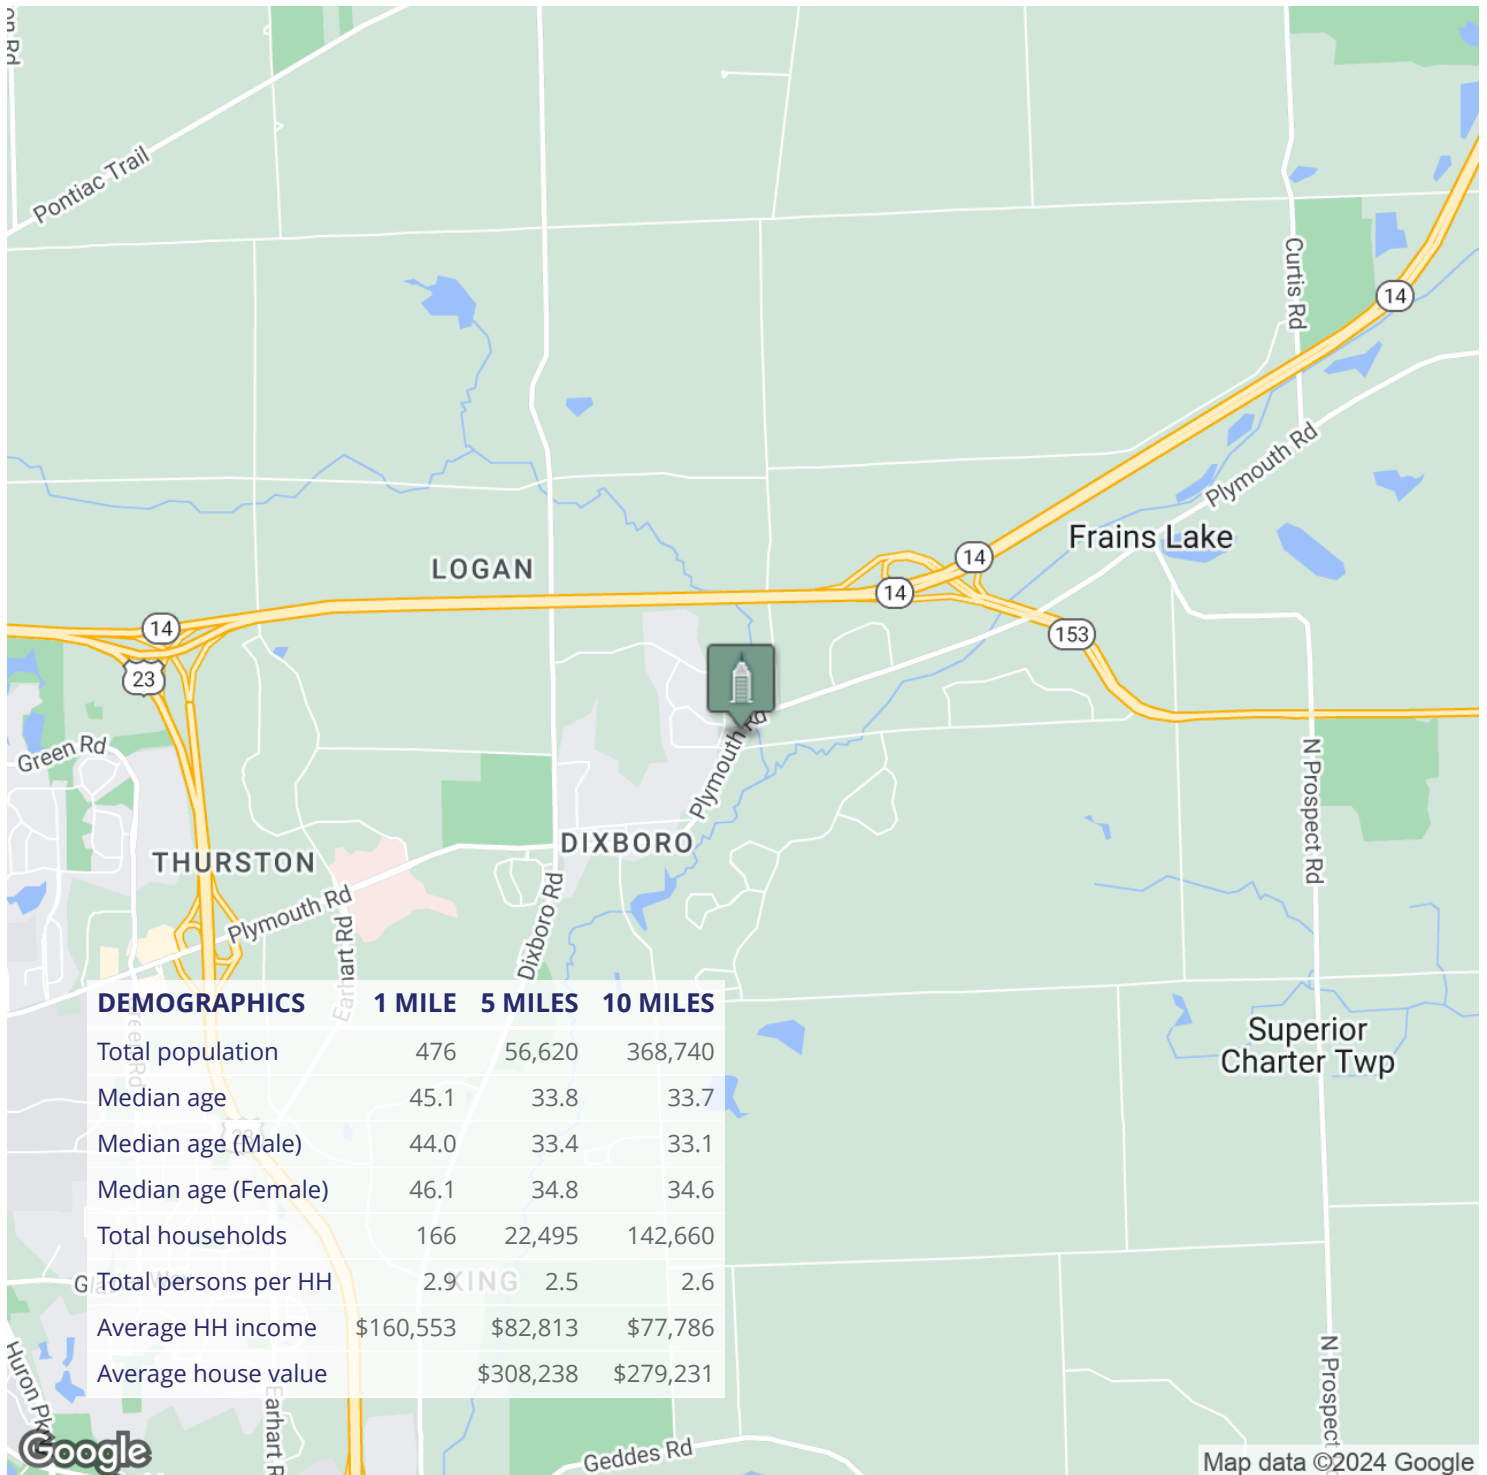 Pontiac Trail
Curtis Rd
14
Plymouth Rd
Frains Lake
LOGAN
14
14
14
153
23
Green Rd
Plymouth Rd
N Prospect Rd
DIXBORO
THURSTON
Plymouth Rd
Earhart Rd
Dixboro Rd
Superior
Charter Twp
DEMOGRAPHICS 1 MILE 5 MILES 10 MILES
Total population 476 56,620 368,740
Median age 45.1 33.8 33.7
Median age (Male) 44.0 33.4 33.1
Median age (Female) 46.1 34.8 34.6
Total households 166 22,495 142,660
Total persons per HH 2.9 2.5 2.6
KING
Average HH income $160,553 $82,813 $77,786
Average house value $308,238 $279,231
N Prospect
Huron Pkwy
Earhart R
Geddes Rd
Google
Map data ©2024 Google